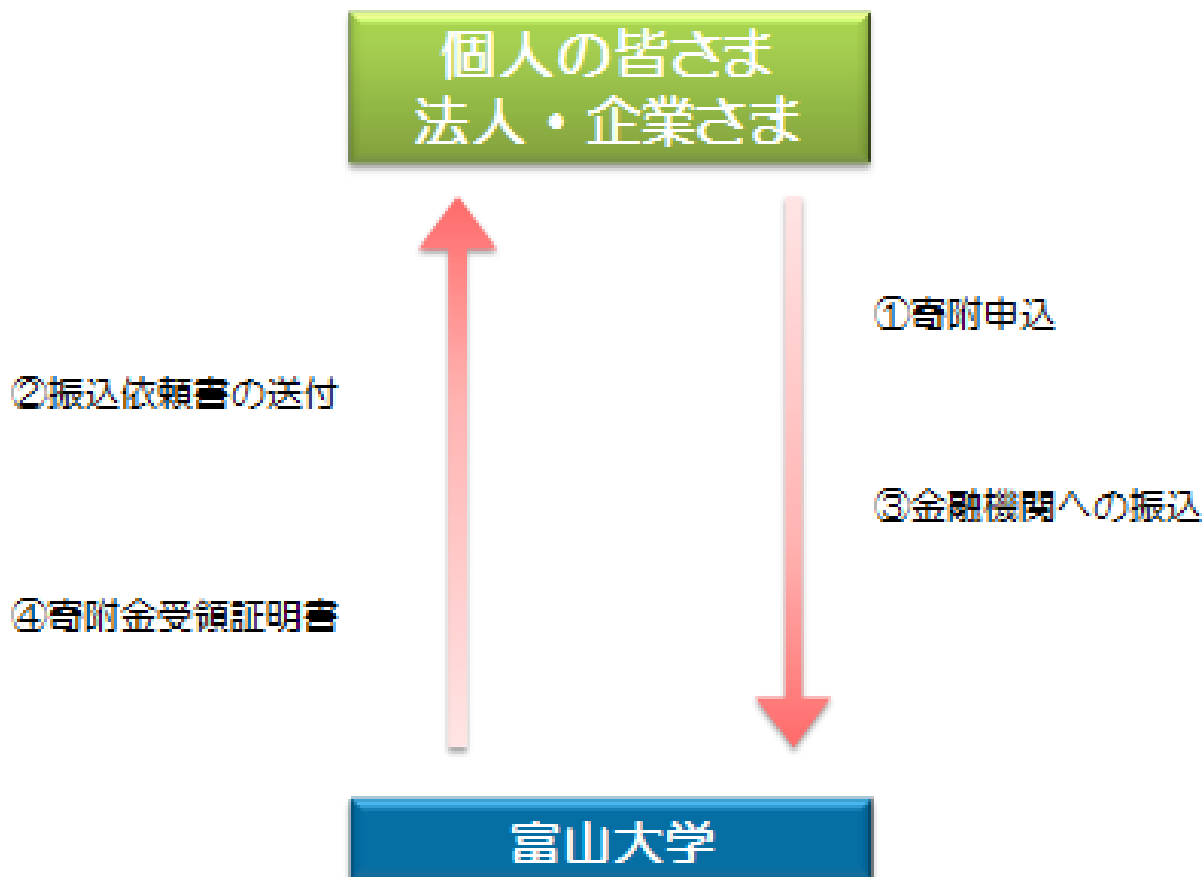 個人の皆さま
法人・企業さま
①寄附申込
②振込依頼書の送付
③金融機関への振込
④寄附金受領証明書
富山大学